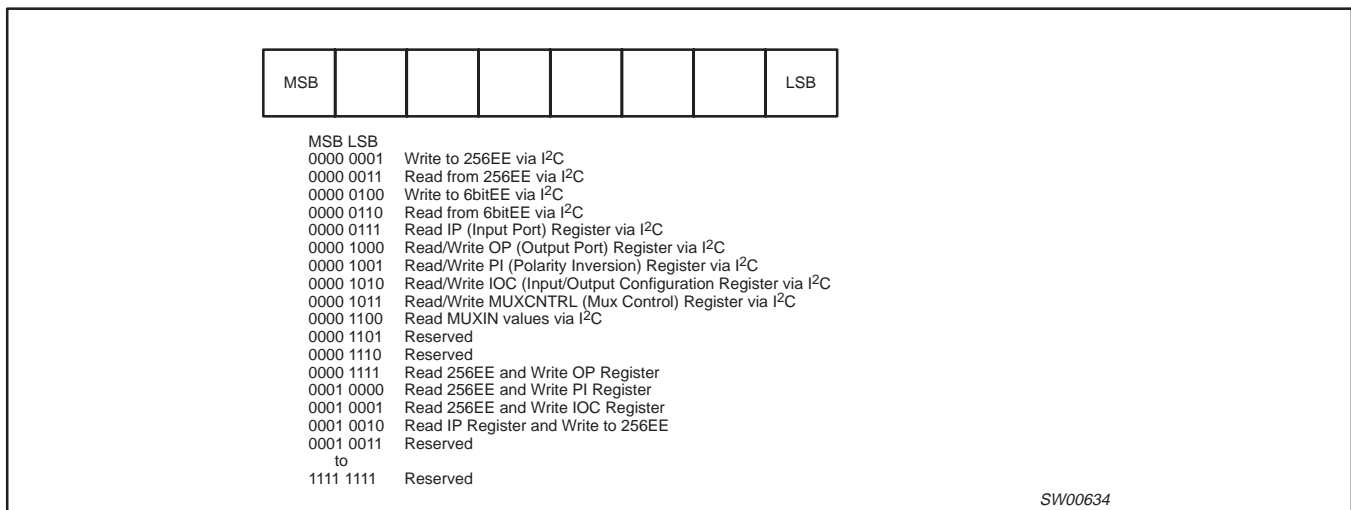 MSB LSB
MSB LSB
0000 0001 Write to 256EE via I²C
0000 0011 Read from 256EE via I²C
0000 0100 Write to 6bitEE via I²C
0000 0110 Read from 6bitEE via I²C
0000 0111 Read IP (Input Port) Register via I²C
0000 1000 Read/Write OP (Output Port) Register via I²C
0000 1001 Read/Write PI (Polarity Inversion) Register via I²C
0000 1010 Read/Write IOC (Input/Output Configuration Register via I²C
0000 1011 Read/Write MUXCNTRL (Mux Control) Register via I²C
0000 1100 Read MUXIN values via I²C
0000 1101 Reserved
0000 1110 Reserved
0000 1111 Read 256EE and Write OP Register
0001 0000 Read 256EE and Write PI Register
0001 0001 Read 256EE and Write IOC Register
0001 0010 Read IP Register and Write to 256EE
0001 0011 Reserved
to
1111 1111 Reserved
SW00634